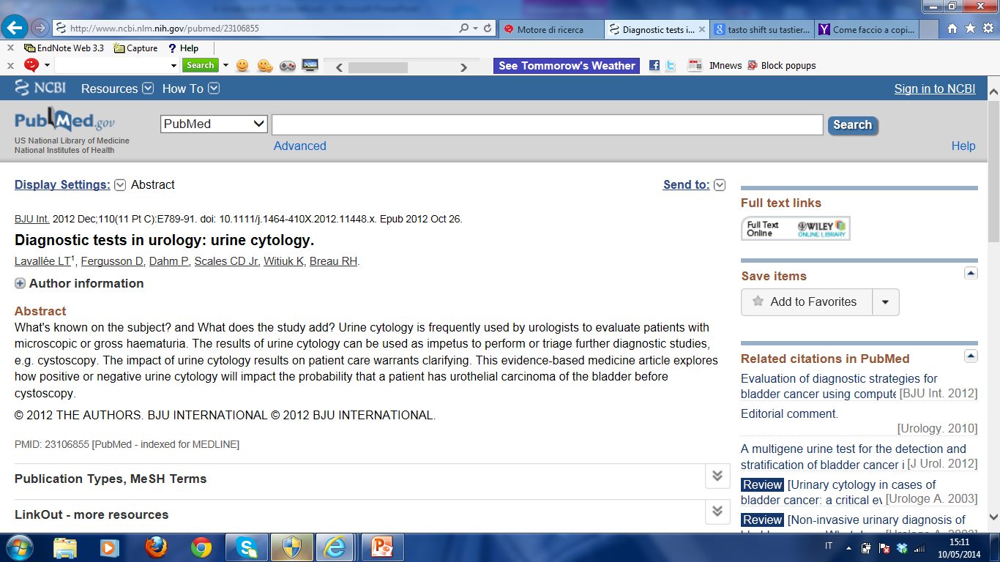 http://www.ncbi.nlm.nih.gov/pubmed/23106855
Motore di ricerca
Diagnostic tests i...
tasto shift su tastier...
Come faccio a copi...
EndNote Web 3.3 Capture ? Help
Search
See Tommorow's Weather
IMnews Block popups
NCBI Resources How To
Sign in to NCBI
PubMed.gov
US National Library of Medicine
National Institutes of Health
PubMed
Search
Advanced
Help
Display Settings: Abstract
Send to:
BJU Int. 2012 Dec;110(11 Pt C):E789-91. doi: 10.1111/j.1464-410X.2012.11448.x. Epub 2012 Oct 26.
Diagnostic tests in urology: urine cytology.
Lavallée LT1, Fergusson D, Dahm P, Scales CD Jr, Witiuk K, Breau RH.
Author information
Abstract
What's known on the subject? and What does the study add? Urine cytology is frequently used by urologists to evaluate patients with
microscopic or gross haematuria. The results of urine cytology can be used as impetus to perform or triage further diagnostic studies,
e.g. cystoscopy. The impact of urine cytology results on patient care warrants clarifying. This evidence-based medicine article explores
how positive or negative urine cytology will impact the probability that a patient has urothelial carcinoma of the bladder before
cystoscopy.
© 2012 THE AUTHORS. BJU INTERNATIONAL © 2012 BJU INTERNATIONAL.
PMID: 23106855 [PubMed - indexed for MEDLINE]
Publication Types, MeSH Terms
LinkOut - more resources
Full text links
Full Text
Online
WILEY
ONLINE LIBRARY
Save items
Add to Favorites
Related citations in PubMed
Evaluation of diagnostic strategies for
bladder cancer using compute [BJU Int. 2012]
Editorial comment.
[Urology. 2010]
A multigene urine test for the detection and
stratification of bladder cancer i [J Urol. 2012]
Review [Urinary cytology in cases of
bladder cancer: a critical ev [Urologe A. 2003]
Review [Non-invasive urinary diagnosis of
IT
15:11
10/05/2014